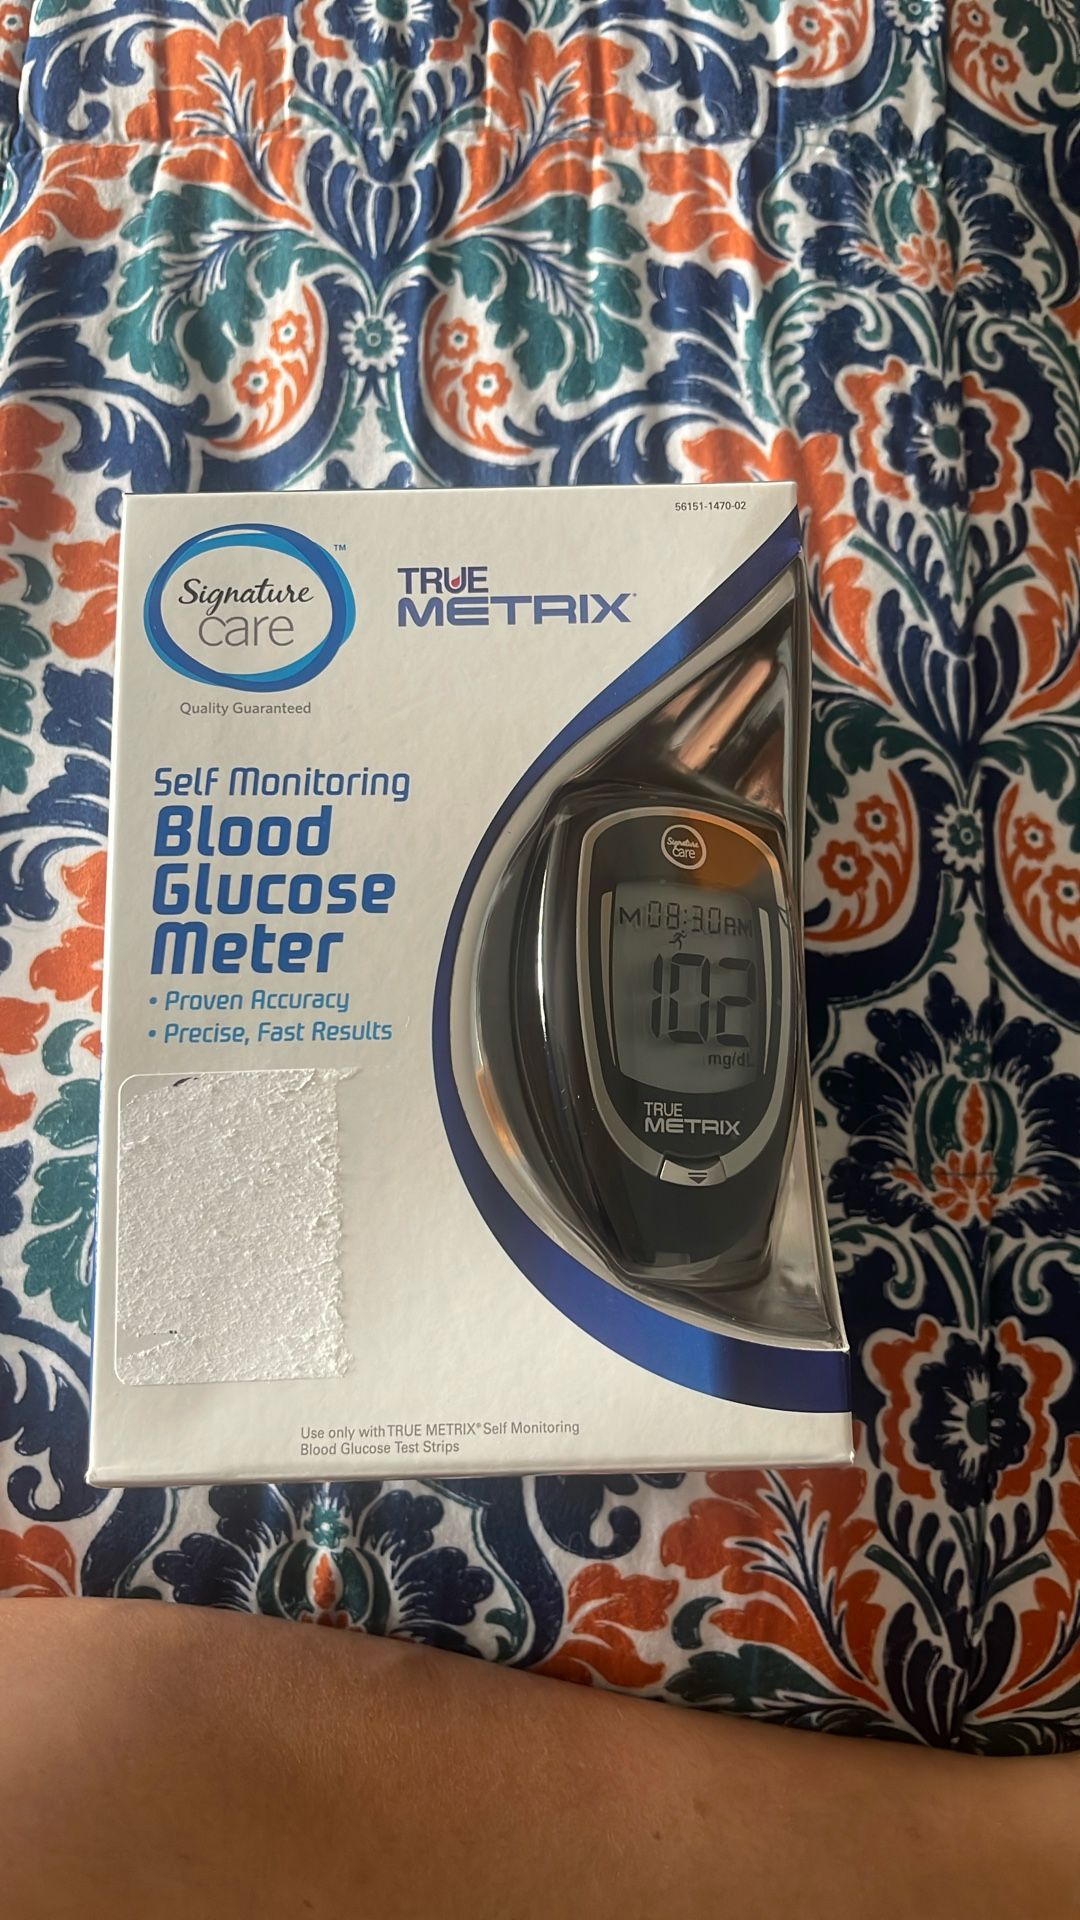 56151-1470-02
Signature
care
TM
Quality Guaranteed
TRUE
METRIX®
Self Monitoring
Blood
Glucose
Meter
• Proven Accuracy
• Precise, Fast Results
Signature
care
M 08:30AM
102
mg/dL
TRUE
METRIX
Use only with TRUE METRIX® Self Monitoring
Blood Glucose Test Strips